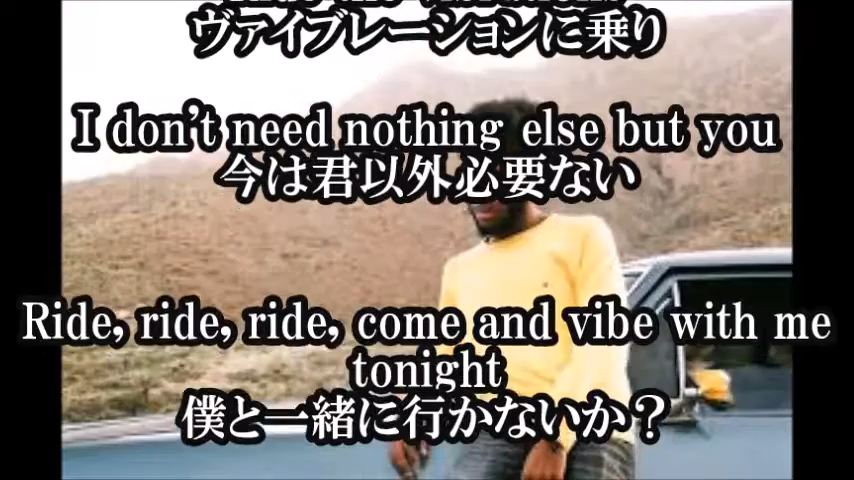 ヴァイブレーションに乗り
I don't need nothing else but you
今は君以外必要ない
Ride, ride, ride, come and vibe with me
tonight
僕と一緒に行かないか？